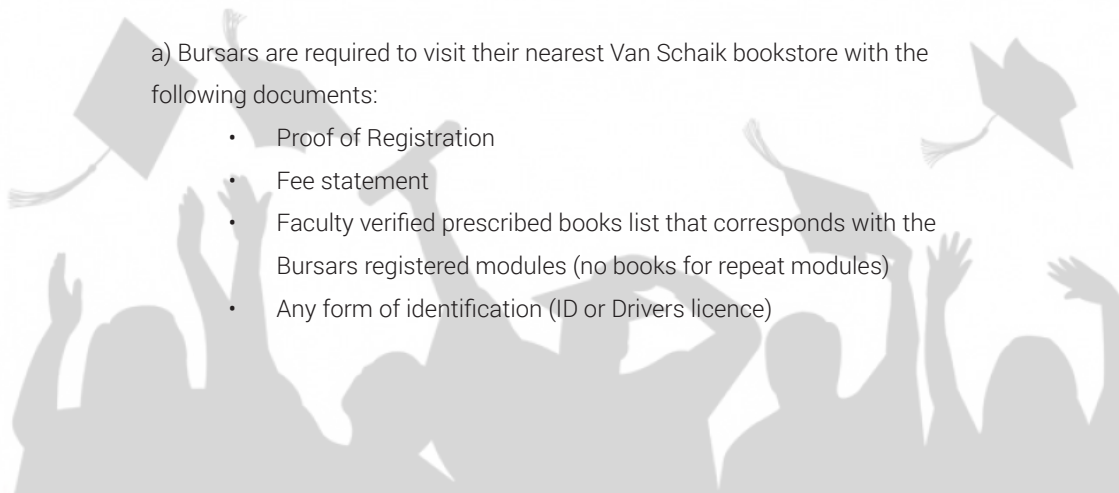 a) Bursars are required to visit their nearest Van Schaik bookstore with the
following documents:
• Proof of Registration
• Fee statement
• Faculty verified prescribed books list that corresponds with the
Bursars registered modules (no books for repeat modules)
• Any form of identification (ID or Drivers licence)